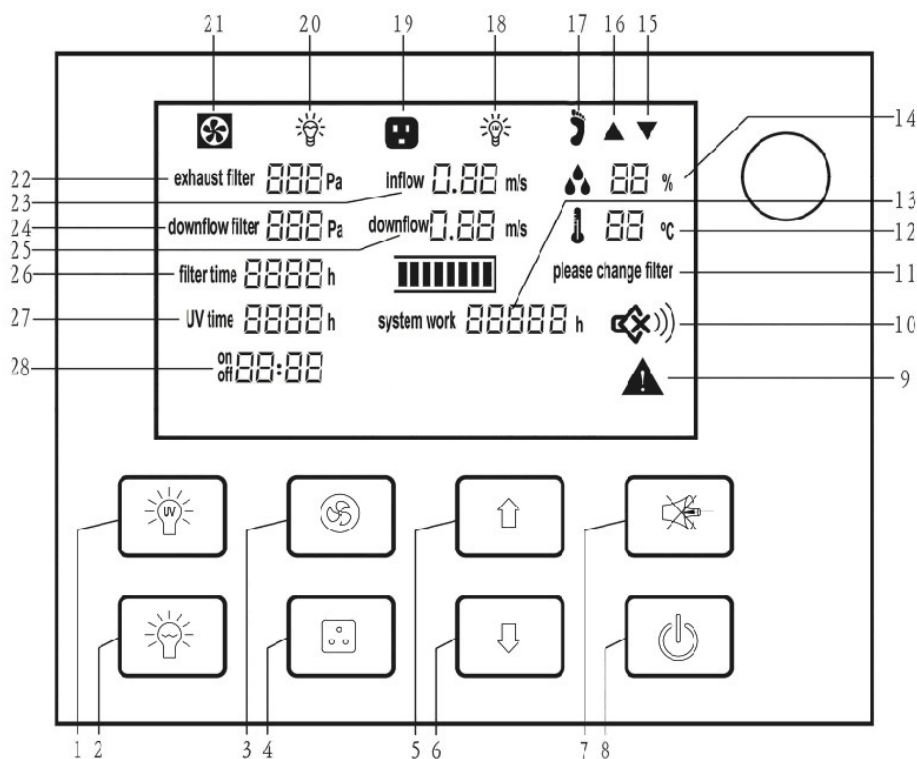 21 20 19 18 17 16 15
UV
14
22 exhaust filter 888 Pa inflow 0.88 m/s 88 %
23
13
24 downflow filter 888 Pa downflow 0.88 m/s 88 ºC 12
25
26 filter time 8888 h please change filter 11
27 UV time 8888 h system work 88888 h 10
28 on off 88:88 9
UV
1 2 3 4 5 6 7 8